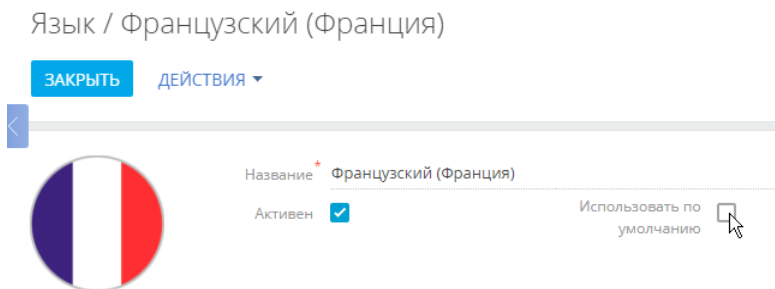 Язык / Французский (Франция)
ЗАКРЫТЬ ДЕЙСТВИЯ
Название* Французский (Франция)
Активен Использовать по
умолчанию